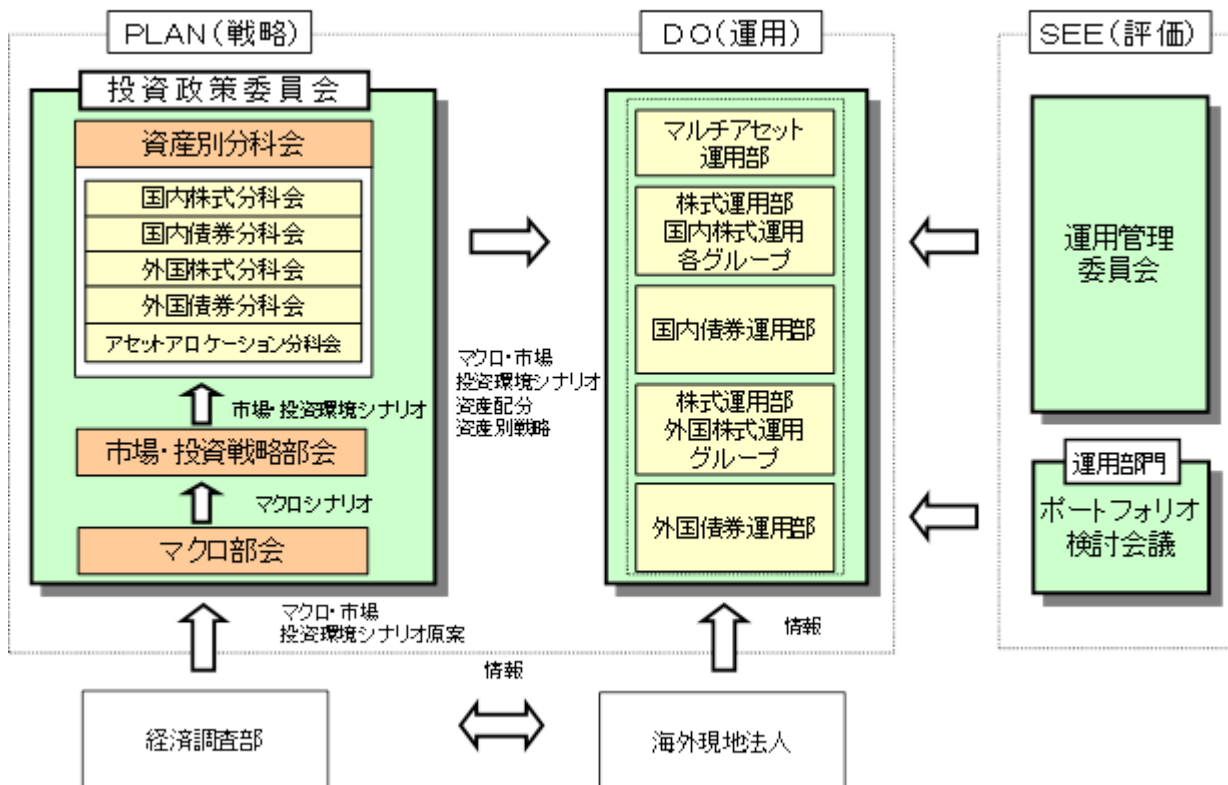 PLAN(戦略)
投資政策委員会
資産別分科会
国内株式分科会
国内債券分科会
外国株式分科会
外国債券分科会
アセットアロケーション分科会
市場・投資環境シナリオ
市場・投資戦略部会
マクロシナリオ
マクロ部会
マクロ・市場
投資環境シナリオ原案
経済調査部
マクロ・市場
投資環境シナリオ
資産配分
資産別戦略
情報
DO(運用)
マルチアセット
運用部
株式運用部
国内株式運用
各グループ
国内債券運用部
株式運用部
外国株式運用
グループ
外国債券運用部
情報
海外現地法人
SEE(評価)
運用管理
委員会
運用部門
ポートフォリオ
検討会議